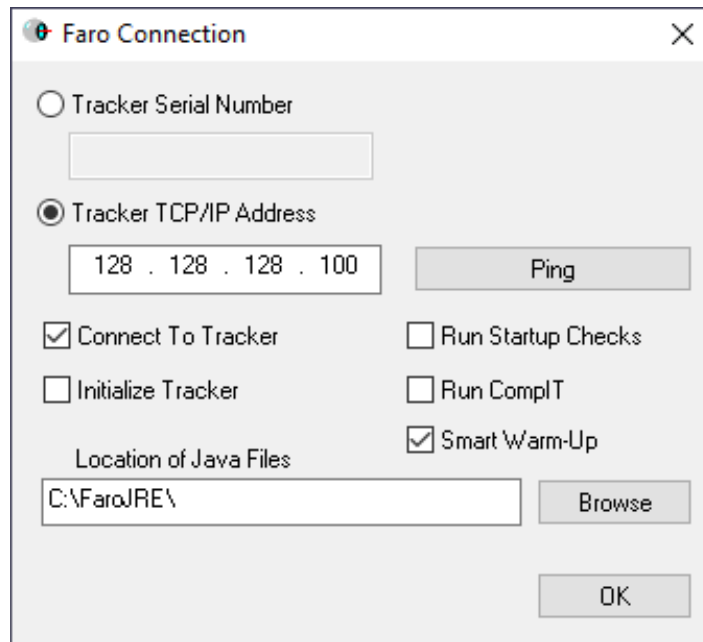 Faro Connection
Tracker Serial Number
Tracker TCP/IP Address
128 . 128 . 128 . 100
Ping
Connect To Tracker
Run Startup Checks
Initialize Tracker
Run CompIT
Smart Warm-Up
Location of Java Files
C:\FaroJRE\
Browse
OK